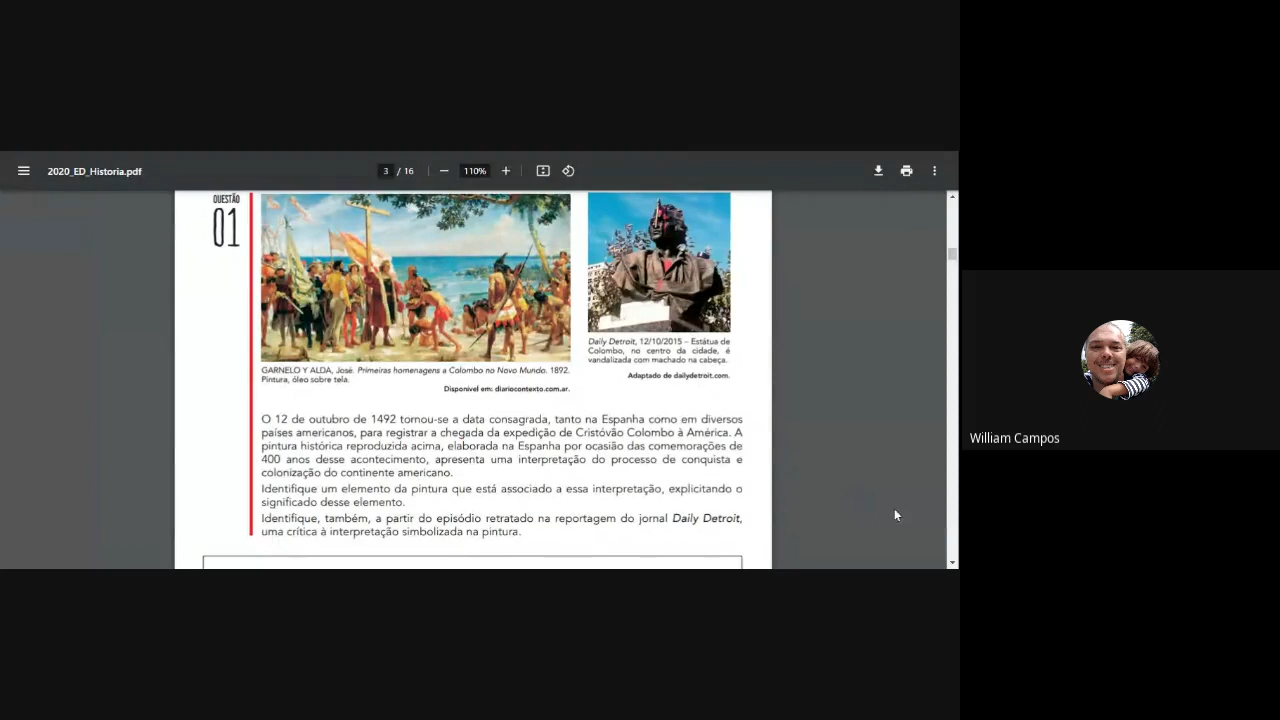 2020_ED_Historia.pdf
3 / 16
110%
QUESTÃO
01
GARNELO Y ALDA, José. Primeiras homenagens a Colombo no Novo Mundo. 1892.
Pintura, óleo sobre tela.
Disponível em: diariocontexto.com.ar.
Daily Detroit, 12/10/2015 – Estátua de
Colombo, no centro da cidade, é
vandalizada com machado na cabeça.
Adaptado de dailydetroit.com.
O 12 de outubro de 1492 tornou-se a data consagrada, tanto na Espanha como em diversos
países americanos, para registrar a chegada da expedição de Cristóvão Colombo à América. A
pintura histórica reproduzida acima, elaborada na Espanha por ocasião das comemorações de
400 anos desse acontecimento, apresenta uma interpretação do processo de conquista e
colonização do continente americano.
Identifique um elemento da pintura que está associado a essa interpretação, explicitando o
significado desse elemento.
Identifique, também, a partir do episódio retratado na reportagem do jornal Daily Detroit,
uma crítica à interpretação simbolizada na pintura.
William Campos